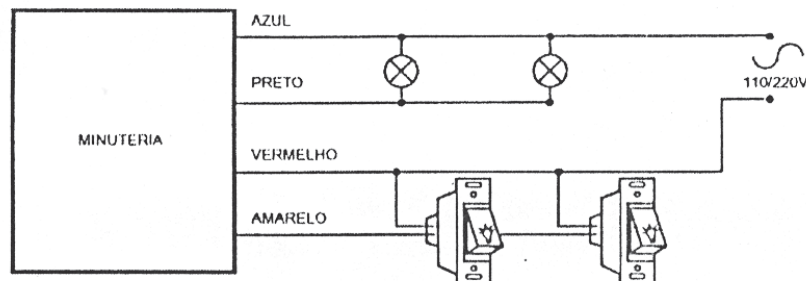 AZUL
PRETO
110/220V
MINUTERIA
VERMELHO
AMARELO